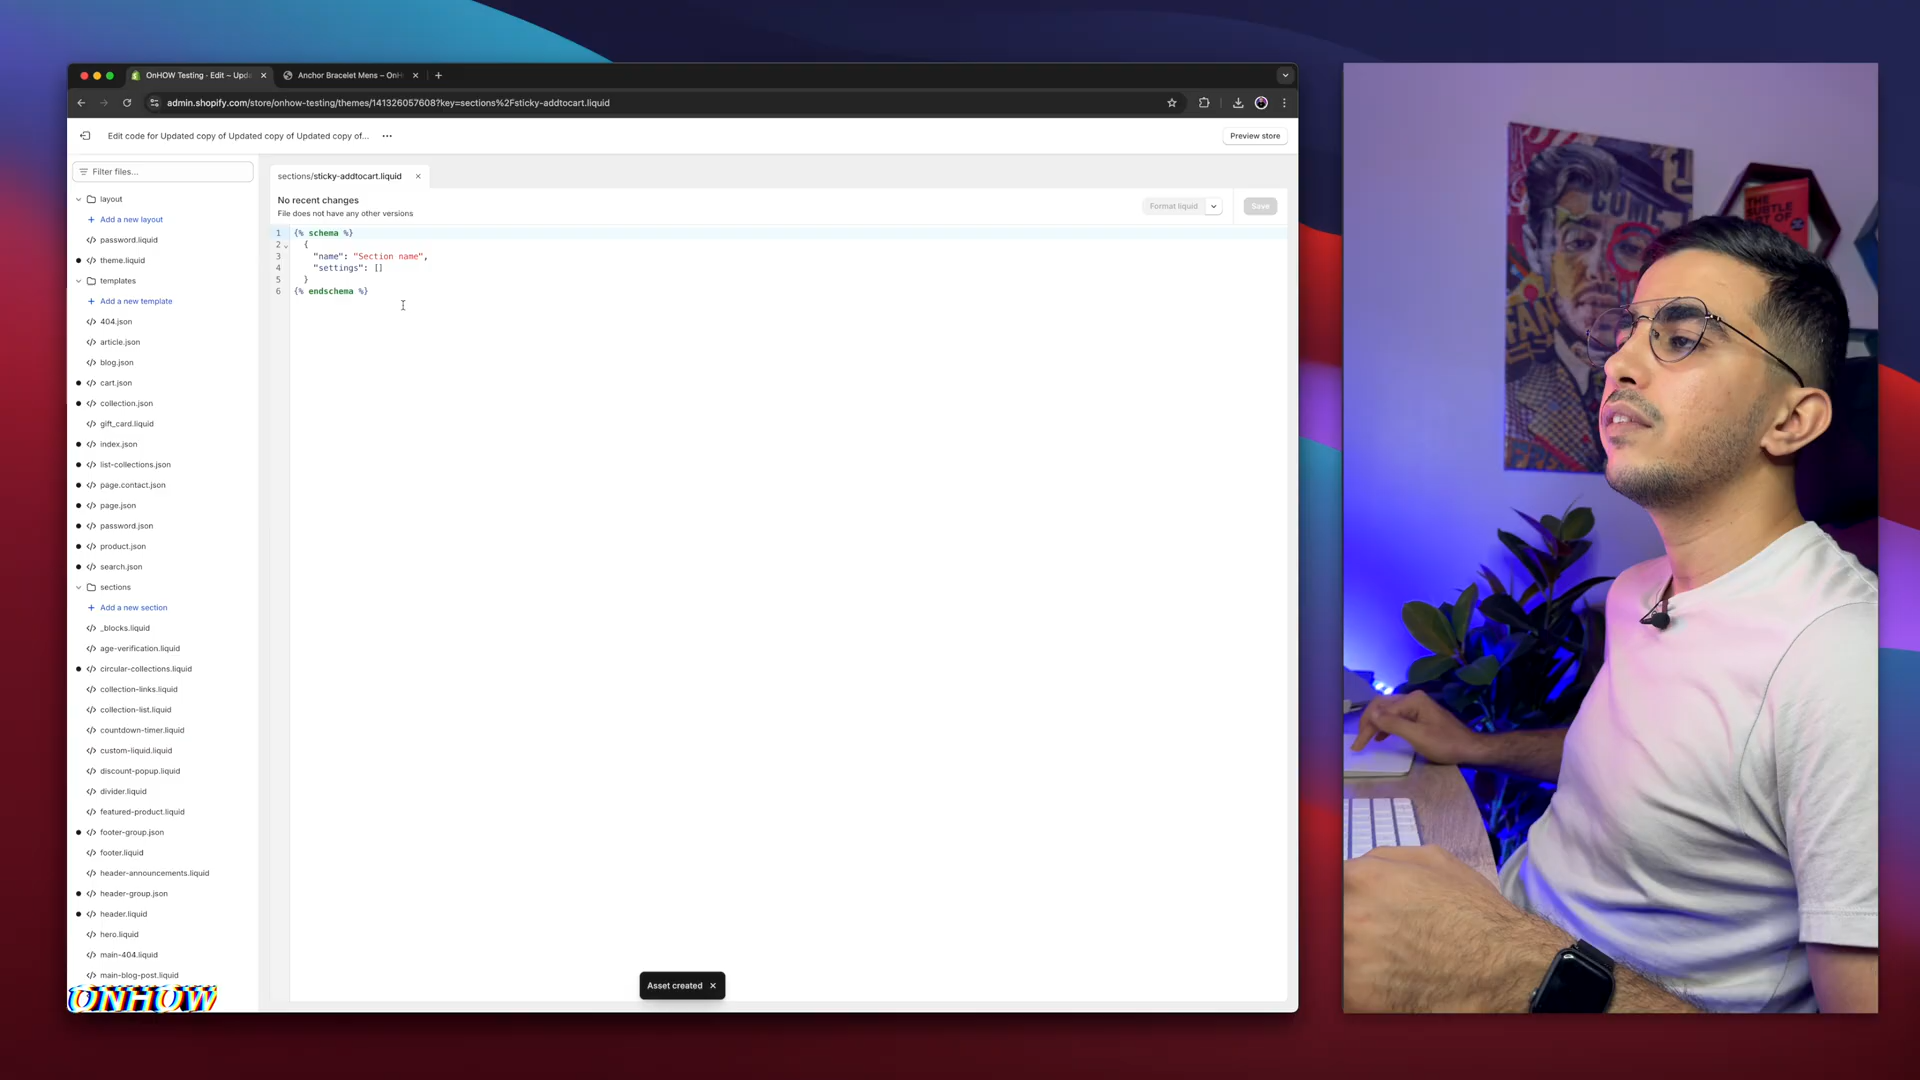 OnHOW Testing · Edit ~ Upda
Anchor Bracelet Mens – OnH
admin.shopify.com/store/onhow-testing/themes/141326057608?key=sections%2Fsticky-addtocart.liquid
Edit code for Updated copy of Updated copy of Updated copy of...
Preview store
Filter files...
layout
Add a new layout
password.liquid
theme.liquid
templates
Add a new template
404.json
article.json
blog.json
cart.json
collection.json
gift_card.liquid
index.json
list-collections.json
page.contact.json
page.json
password.json
product.json
search.json
sections
Add a new section
_blocks.liquid
age-verification.liquid
circular-collections.liquid
collection-links.liquid
collection-list.liquid
countdown-timer.liquid
custom-liquid.liquid
discount-popup.liquid
divider.liquid
featured-product.liquid
footer-group.json
footer.liquid
header-announcements.liquid
header-group.json
header.liquid
hero.liquid
main-404.liquid
main-blog-post.liquid
ONHOW
sections/sticky-addtocart.liquid
No recent changes
File does not have any other versions
Format liquid
Save
1 {% schema %}
2 {
3 "name": "Section name",
4 "settings": []
5 }
6 {% endschema %}
Asset created
COME
FAN
THE
SUBTLE
ART OF